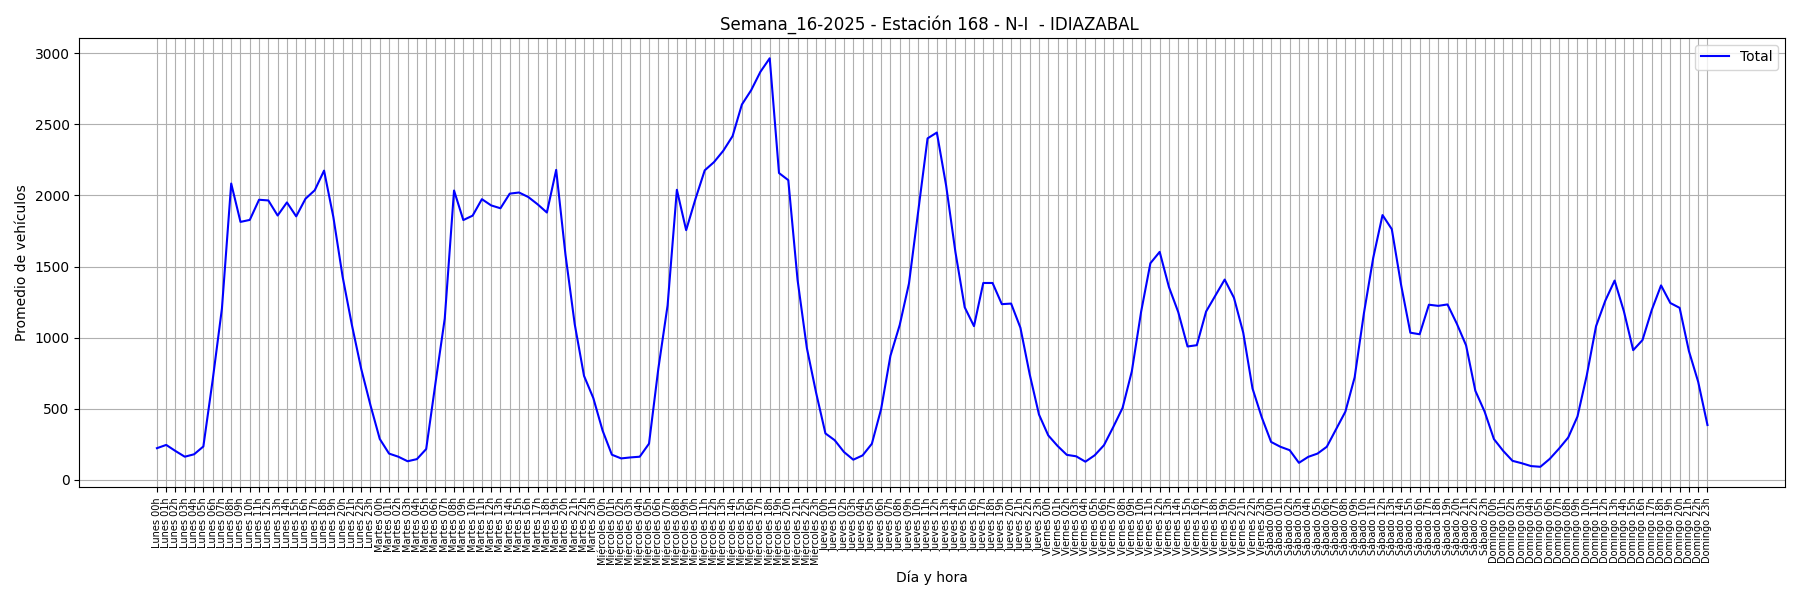 Semana_16-2025 - Estación 168 - N-I - IDIAZABAL
Total
Promedio de vehículos
3000
2500
2000
1500
1000
500
0
Lunes 00h
Lunes 01h
Lunes 02h
Lunes 03h
Lunes 04h
Lunes 05h
Lunes 06h
Lunes 07h
Lunes 08h
Lunes 09h
Lunes 10h
Lunes 11h
Lunes 12h
Lunes 13h
Lunes 14h
Lunes 15h
Lunes 16h
Lunes 17h
Lunes 18h
Lunes 19h
Lunes 20h
Lunes 21h
Lunes 22h
Lunes 23h
Martes 00h
Martes 01h
Martes 02h
Martes 03h
Martes 04h
Martes 05h
Martes 06h
Martes 07h
Martes 08h
Martes 09h
Martes 10h
Martes 11h
Martes 12h
Martes 13h
Martes 14h
Martes 15h
Martes 16h
Martes 17h
Martes 18h
Martes 19h
Martes 20h
Martes 21h
Martes 22h
Martes 23h
Miércoles 00h
Miércoles 01h
Miércoles 02h
Miércoles 03h
Miércoles 04h
Miércoles 05h
Miércoles 06h
Miércoles 07h
Miércoles 08h
Miércoles 09h
Miércoles 10h
Miércoles 11h
Miércoles 12h
Miércoles 13h
Miércoles 14h
Miércoles 15h
Miércoles 16h
Miércoles 17h
Miércoles 18h
Miércoles 19h
Miércoles 20h
Miércoles 21h
Miércoles 22h
Miércoles 23h
Jueves 00h
Jueves 01h
Jueves 02h
Jueves 03h
Jueves 04h
Jueves 05h
Jueves 06h
Jueves 07h
Jueves 08h
Jueves 09h
Jueves 10h
Jueves 11h
Jueves 12h
Jueves 13h
Jueves 14h
Jueves 15h
Jueves 16h
Jueves 17h
Jueves 18h
Jueves 19h
Jueves 20h
Jueves 21h
Jueves 22h
Jueves 23h
Viernes 00h
Viernes 01h
Viernes 02h
Viernes 03h
Viernes 04h
Viernes 05h
Viernes 06h
Viernes 07h
Viernes 08h
Viernes 09h
Viernes 10h
Viernes 11h
Viernes 12h
Viernes 13h
Viernes 14h
Viernes 15h
Viernes 16h
Viernes 17h
Viernes 18h
Viernes 19h
Viernes 20h
Viernes 21h
Viernes 22h
Viernes 23h
Sábado 00h
Sábado 01h
Sábado 02h
Sábado 03h
Sábado 04h
Sábado 05h
Sábado 06h
Sábado 07h
Sábado 08h
Sábado 09h
Sábado 10h
Sábado 11h
Sábado 12h
Sábado 13h
Sábado 14h
Sábado 15h
Sábado 16h
Sábado 17h
Sábado 18h
Sábado 19h
Sábado 20h
Sábado 21h
Sábado 22h
Sábado 23h
Domingo 00h
Domingo 01h
Domingo 02h
Domingo 03h
Domingo 04h
Domingo 05h
Domingo 06h
Domingo 07h
Domingo 08h
Domingo 09h
Domingo 10h
Domingo 11h
Domingo 12h
Domingo 13h
Domingo 14h
Domingo 15h
Domingo 16h
Domingo 17h
Domingo 18h
Domingo 19h
Domingo 20h
Domingo 21h
Domingo 22h
Domingo 23h
Día y hora